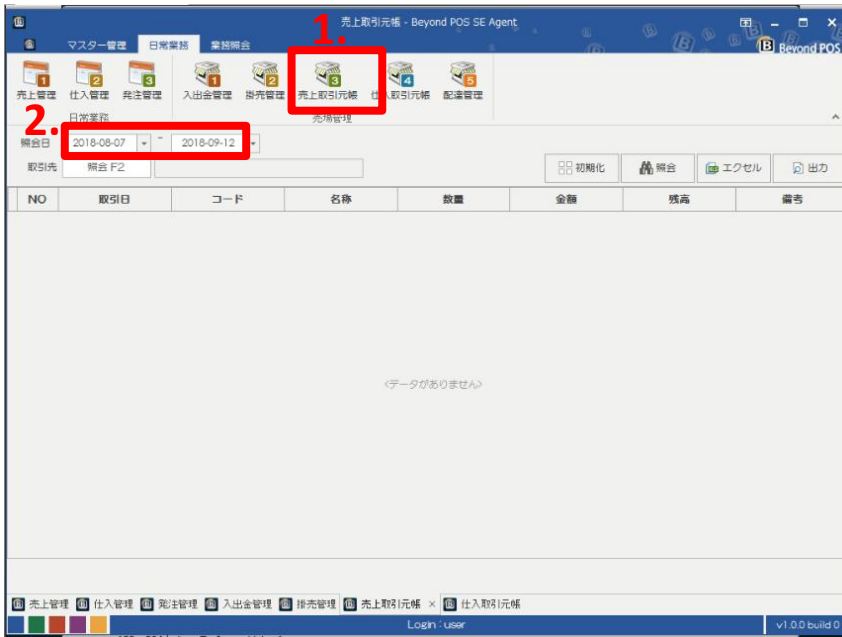 売上取引元帳 - Beyond POS SE Agent
マスター管理 日常業務 業務照会
Beyond POS
1.
売上管理 仕入管理 発注管理 入出金管理 掛売管理 売上取引元帳 仕入取引元帳 配達管理
日常業務 売場管理
2.
照会日 2018-08-07 ~ 2018-09-12
取引先 照会 F2 初期化 照会 エクセル 出力
NO 取引日 コード 名称 数量 金額 残高 備考
<データがありません>
売上管理 仕入管理 発注管理 入出金管理 掛売管理 売上取引元帳 × 仕入取引元帳
Login : user v1.0.0 build 0